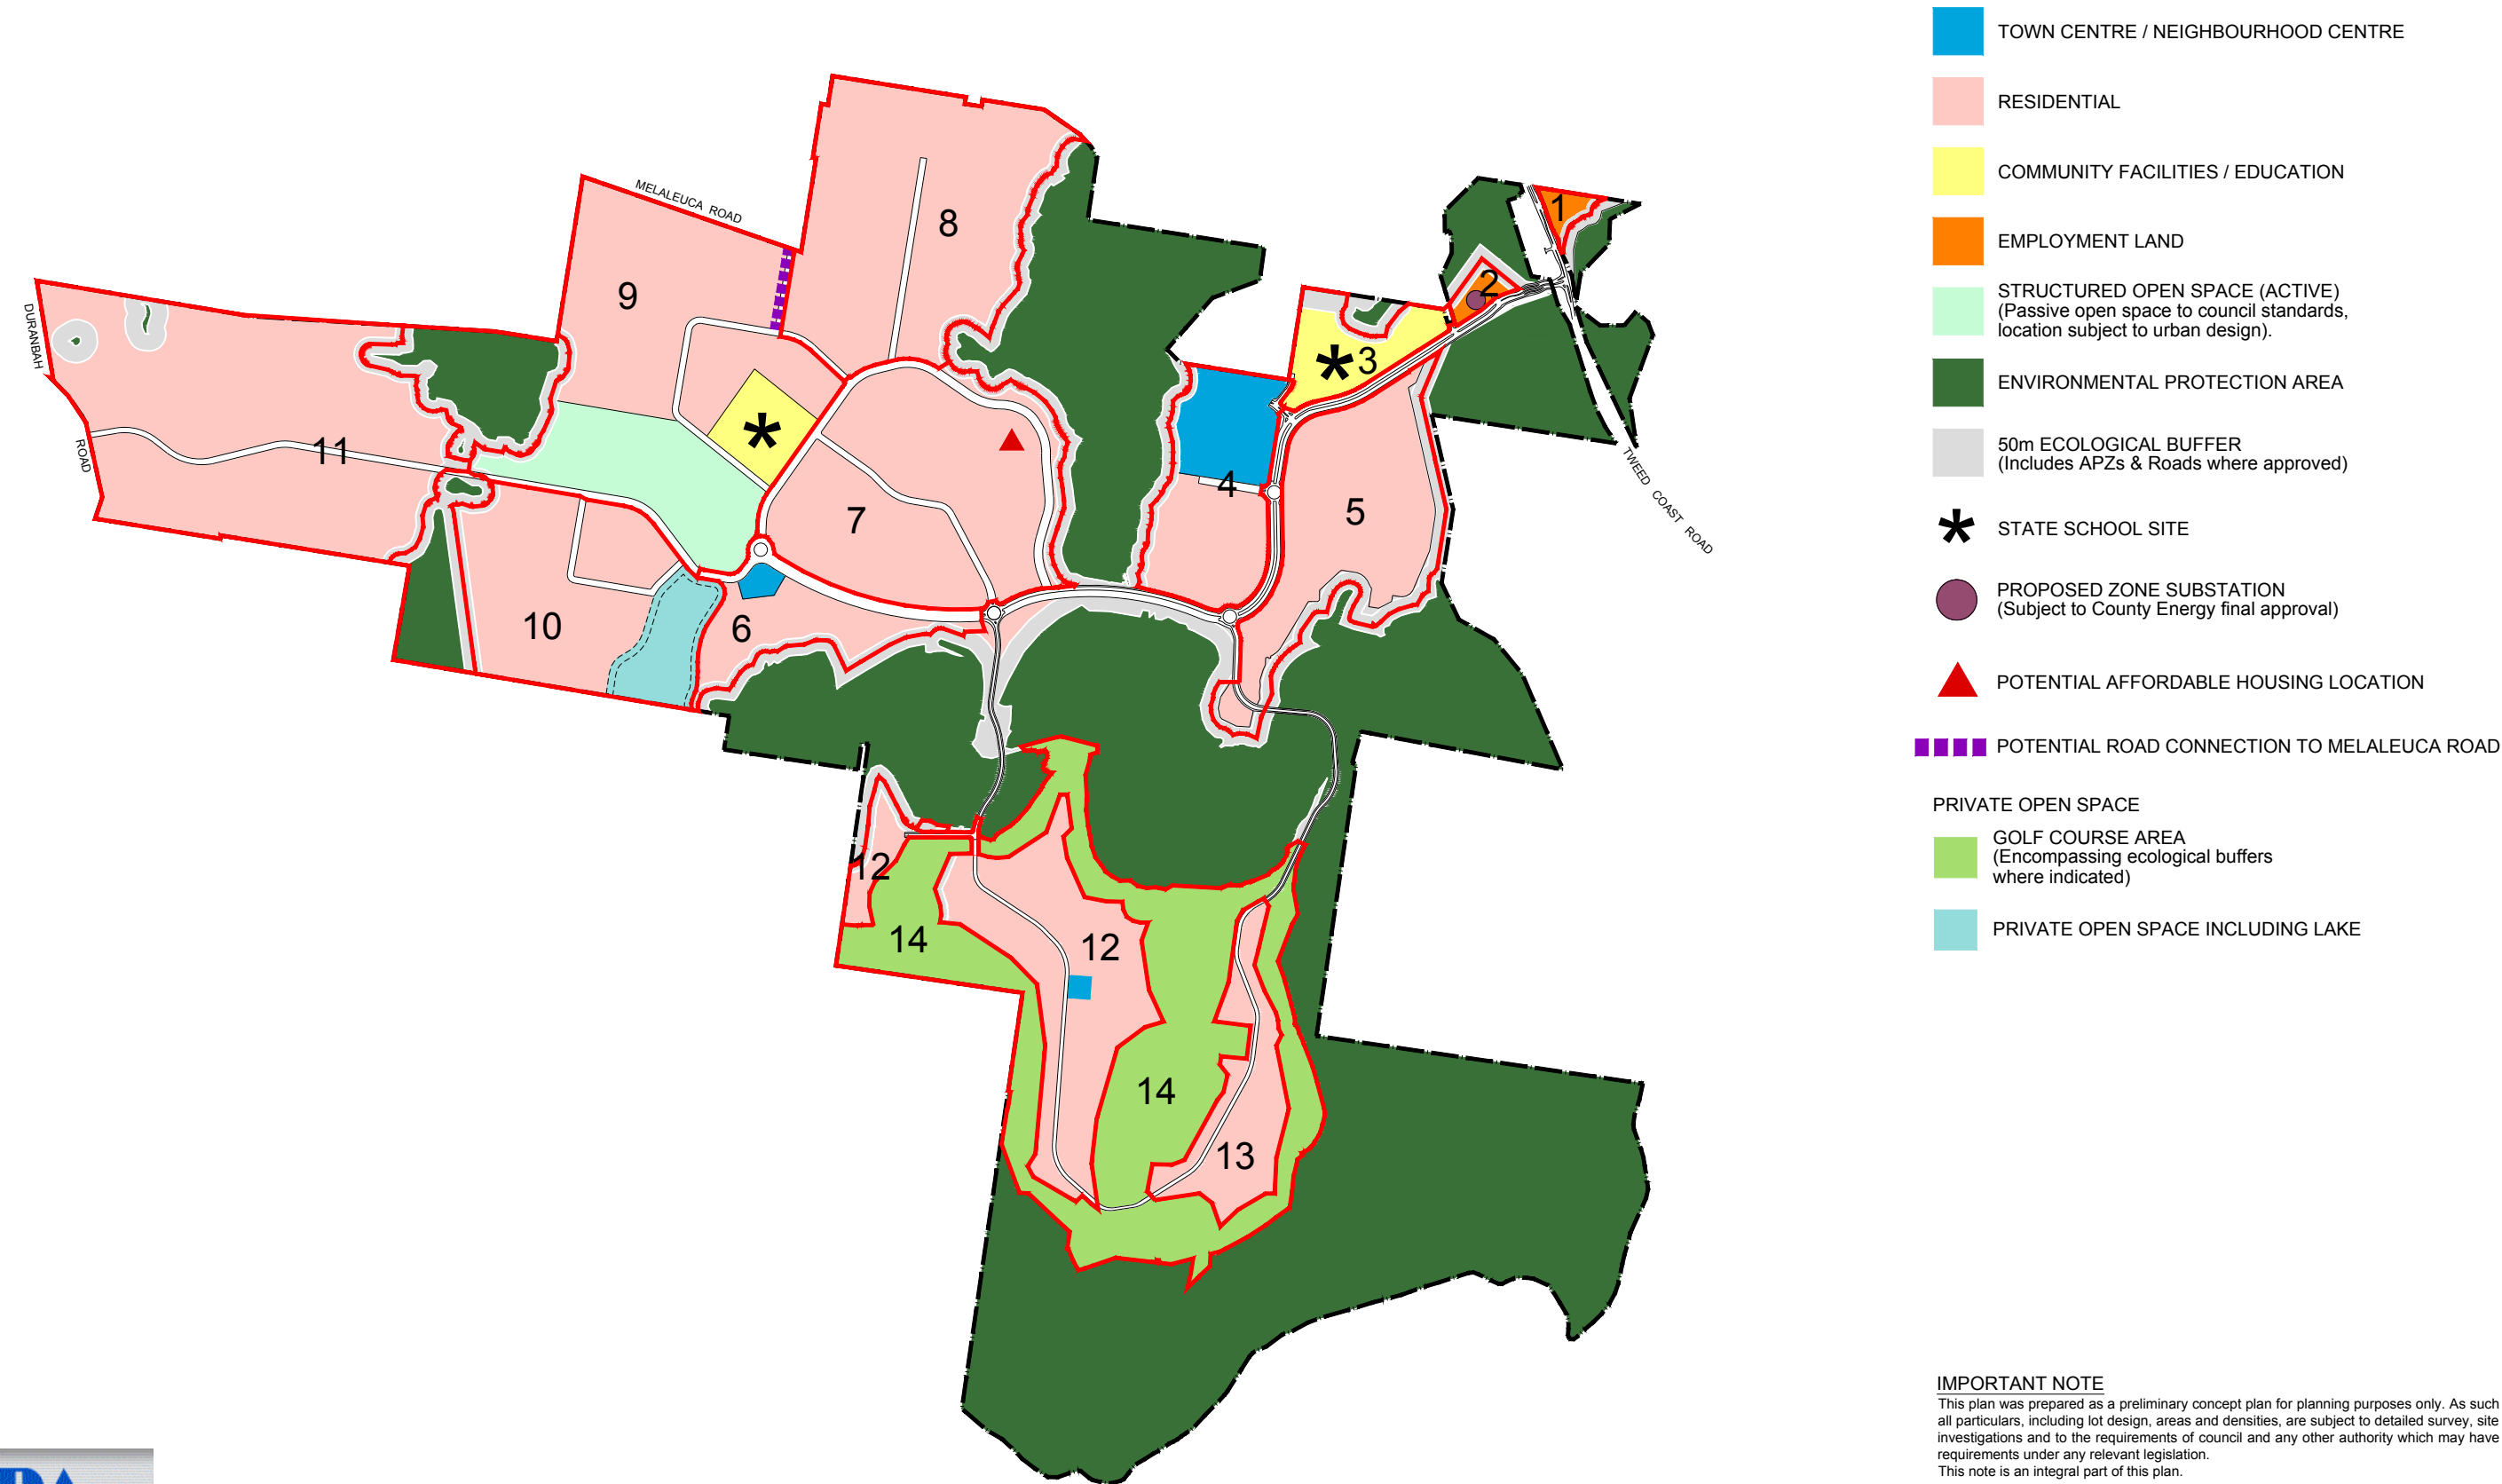 TOWN CENTRE / NEIGHBOURHOOD CENTRE
RESIDENTIAL
COMMUNITY FACILITIES / EDUCATION
EMPLOYMENT LAND
STRUCTURED OPEN SPACE (ACTIVE)
(Passive open space to council standards,
location subject to urban design).
ENVIRONMENTAL PROTECTION AREA
50m ECOLOGICAL BUFFER
(Includes APZs & Roads where approved)
STATE SCHOOL SITE
PROPOSED ZONE SUBSTATION
(Subject to County Energy final approval)
POTENTIAL AFFORDABLE HOUSING LOCATION
POTENTIAL ROAD CONNECTION TO MELALEUCA ROAD
PRIVATE OPEN SPACE
GOLF COURSE AREA
(Encompassing ecological buffers
where indicated)
PRIVATE OPEN SPACE INCLUDING LAKE
MELALEUCA ROAD
DURANBAH
ROAD
TWEED COAST ROAD
1
2
3
4
5
6
7
8
9
10
11
12
12
13
14
14
IMPORTANT NOTE
This plan was prepared as a preliminary concept plan for planning purposes only. As such
all particulars, including lot design, areas and densities, are subject to detailed survey, site
investigations and to the requirements of council and any other authority which may have
requirements under any relevant legislation.
This note is an integral part of this plan.